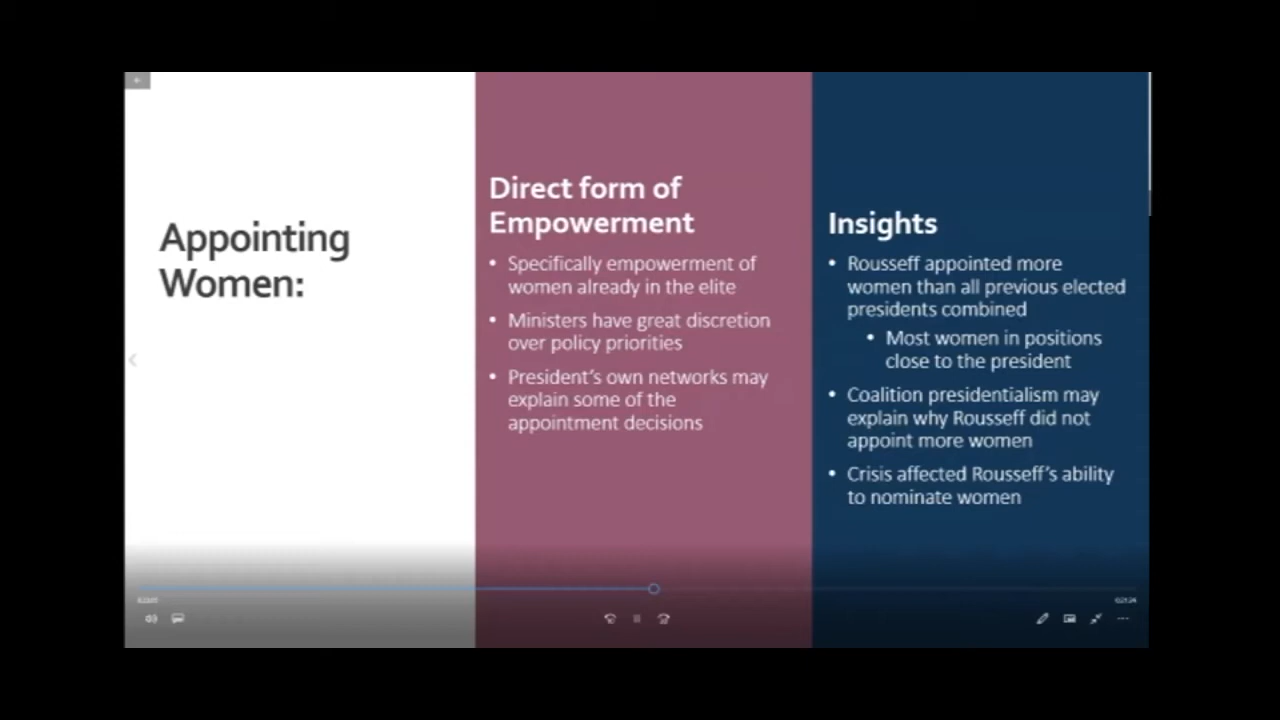 Appointing
Women:
Direct form of
Empowerment
• Specifically empowerment of
women already in the elite
• Ministers have great discretion
over policy priorities
• President's own networks may
explain some of the
appointment decisions
Insights
• Rousseff appointed more
women than all previous elected
presidents combined
• Most women in positions
close to the president
• Coalition presidentialism may
explain why Rousseff did not
appoint more women
• Crisis affected Rousseff's ability
to nominate women